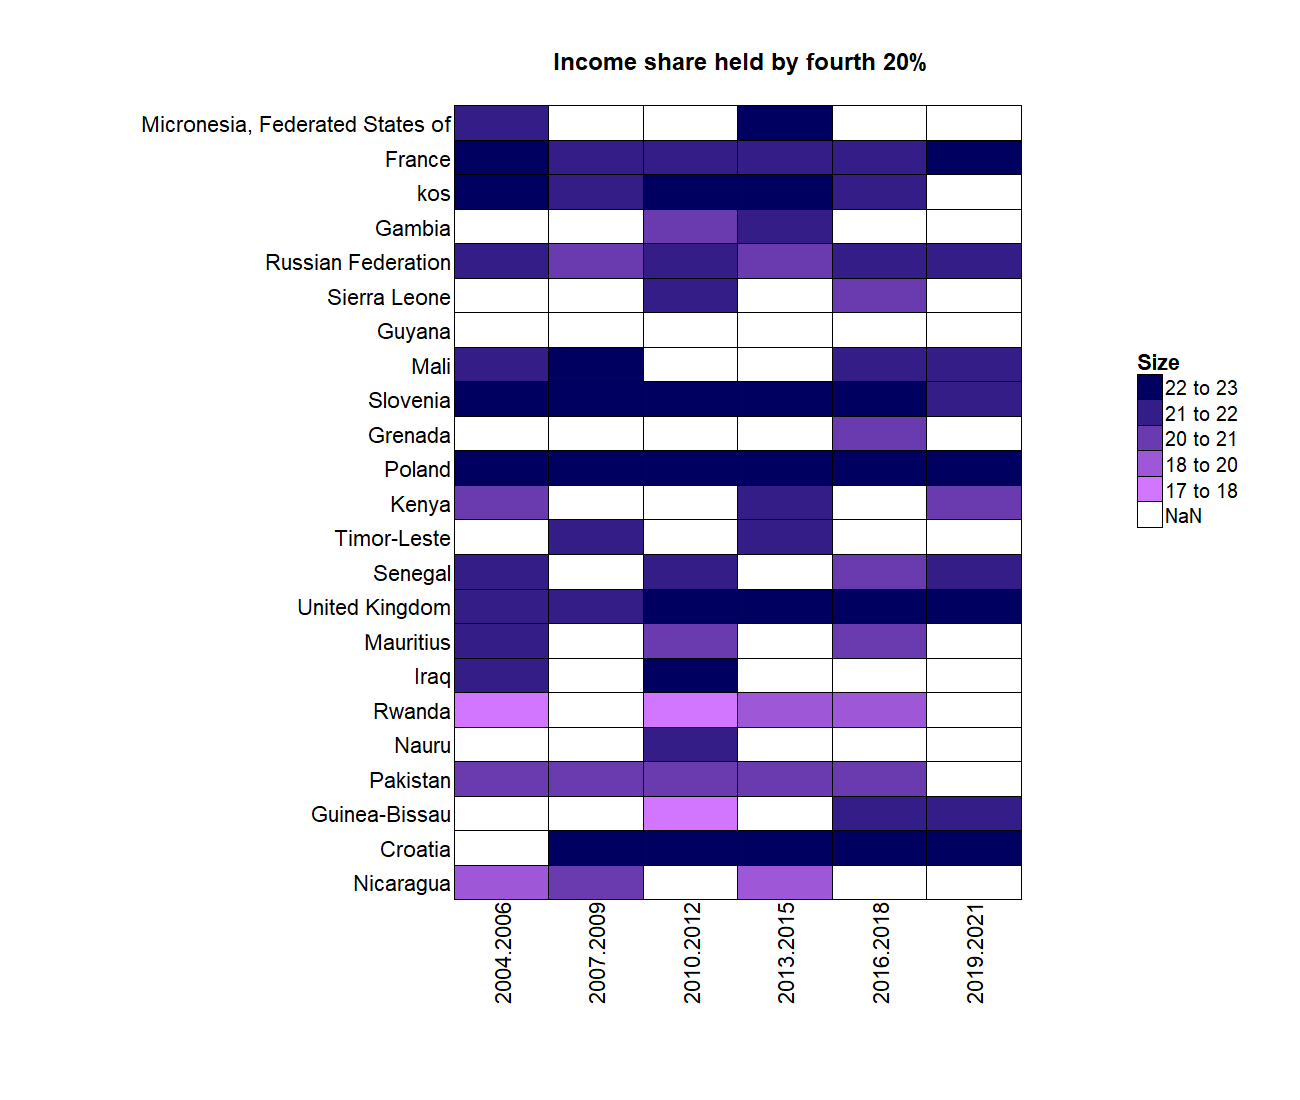 Income share held by fourth 20%
Micronesia, Federated States of
France
kos
Gambia
Russian Federation
Sierra Leone
Guyana
Mali
Slovenia
Grenada
Poland
Kenya
Timor-Leste
Senegal
United Kingdom
Mauritius
Iraq
Rwanda
Nauru
Pakistan
Guinea-Bissau
Croatia
Nicaragua
2004.2006
2007.2009
2010.2012
2013.2015
2016.2018
2019.2021
Size
22 to 23
21 to 22
20 to 21
18 to 20
17 to 18
NaN